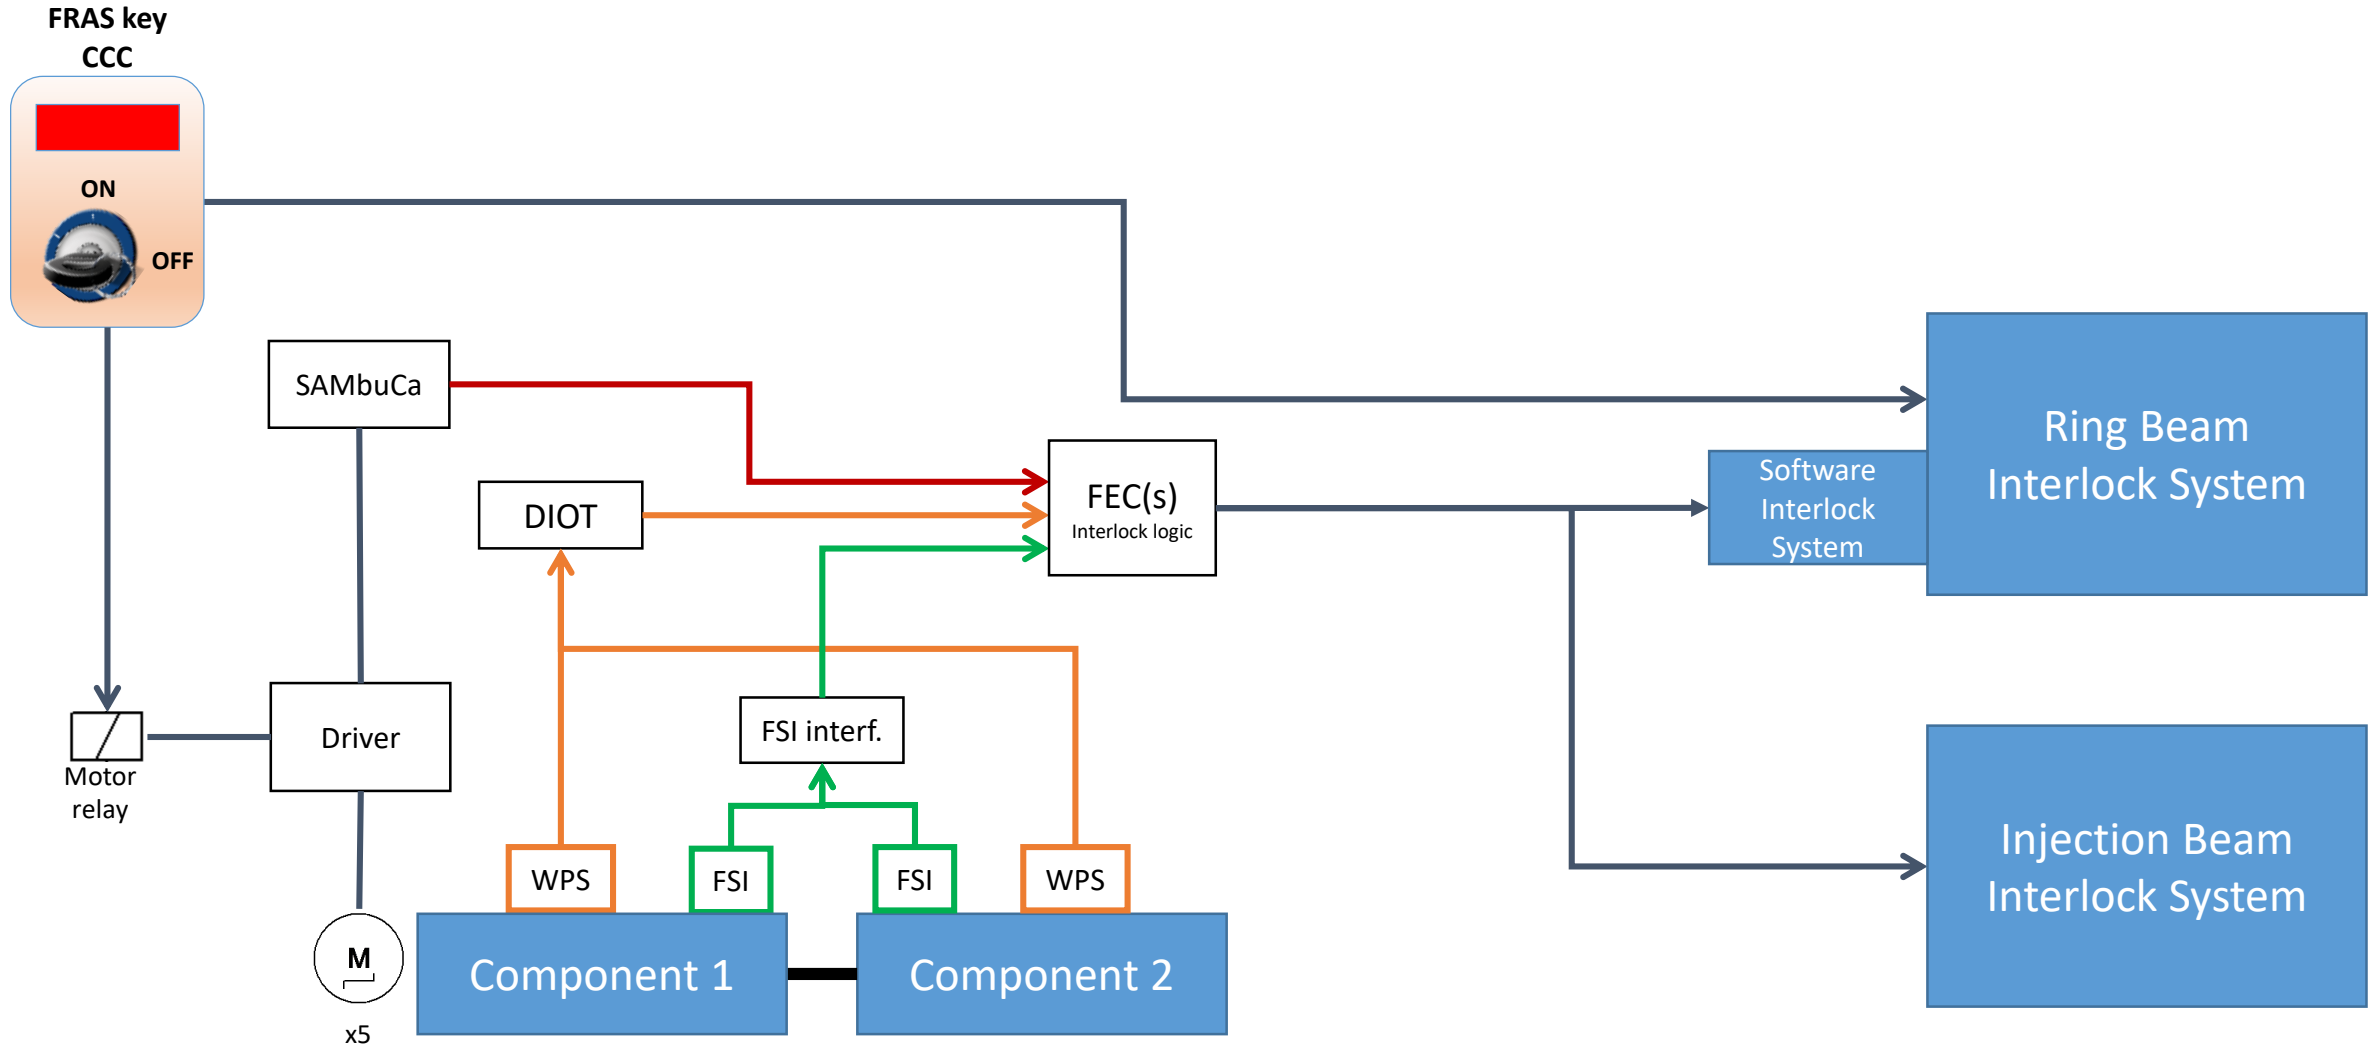 FRAS key
CCC
ON
OFF
SAMbuCa
DIOT
FEC(s)
Interlock logic
Software
Interlock
System
Ring Beam
Interlock System
Driver
Motor
relay
FSI interf.
WPS
FSI
FSI
WPS
Injection Beam
Interlock System
M
x5
Component 1
Component 2